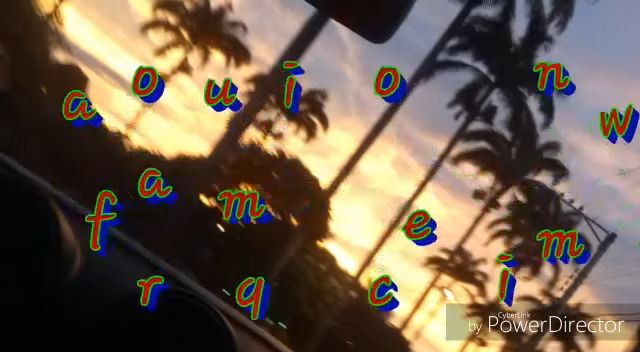 a o u i o n w
a m e m
f r q c i
by CyberLink PowerDirector